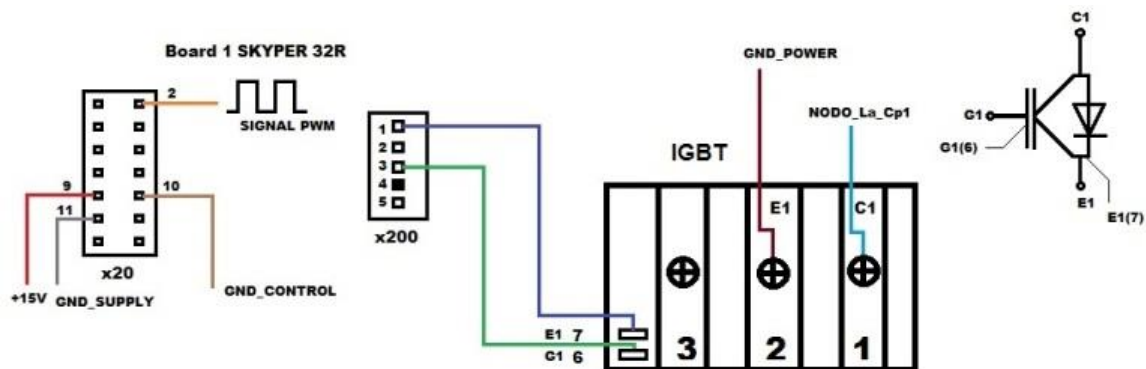 Board 1 SKYPER 32R
2
SIGNAL PWM
9
10
11
x20
+15V
GND_SUPPLY
GND_CONTROL
1
2
3
4
5
x200
GND_POWER
NODO_La_Cp1
IGBT
E1
C1
E1 7
G1 6
3
2
1
C1
G1
G1(6)
E1
E1(7)